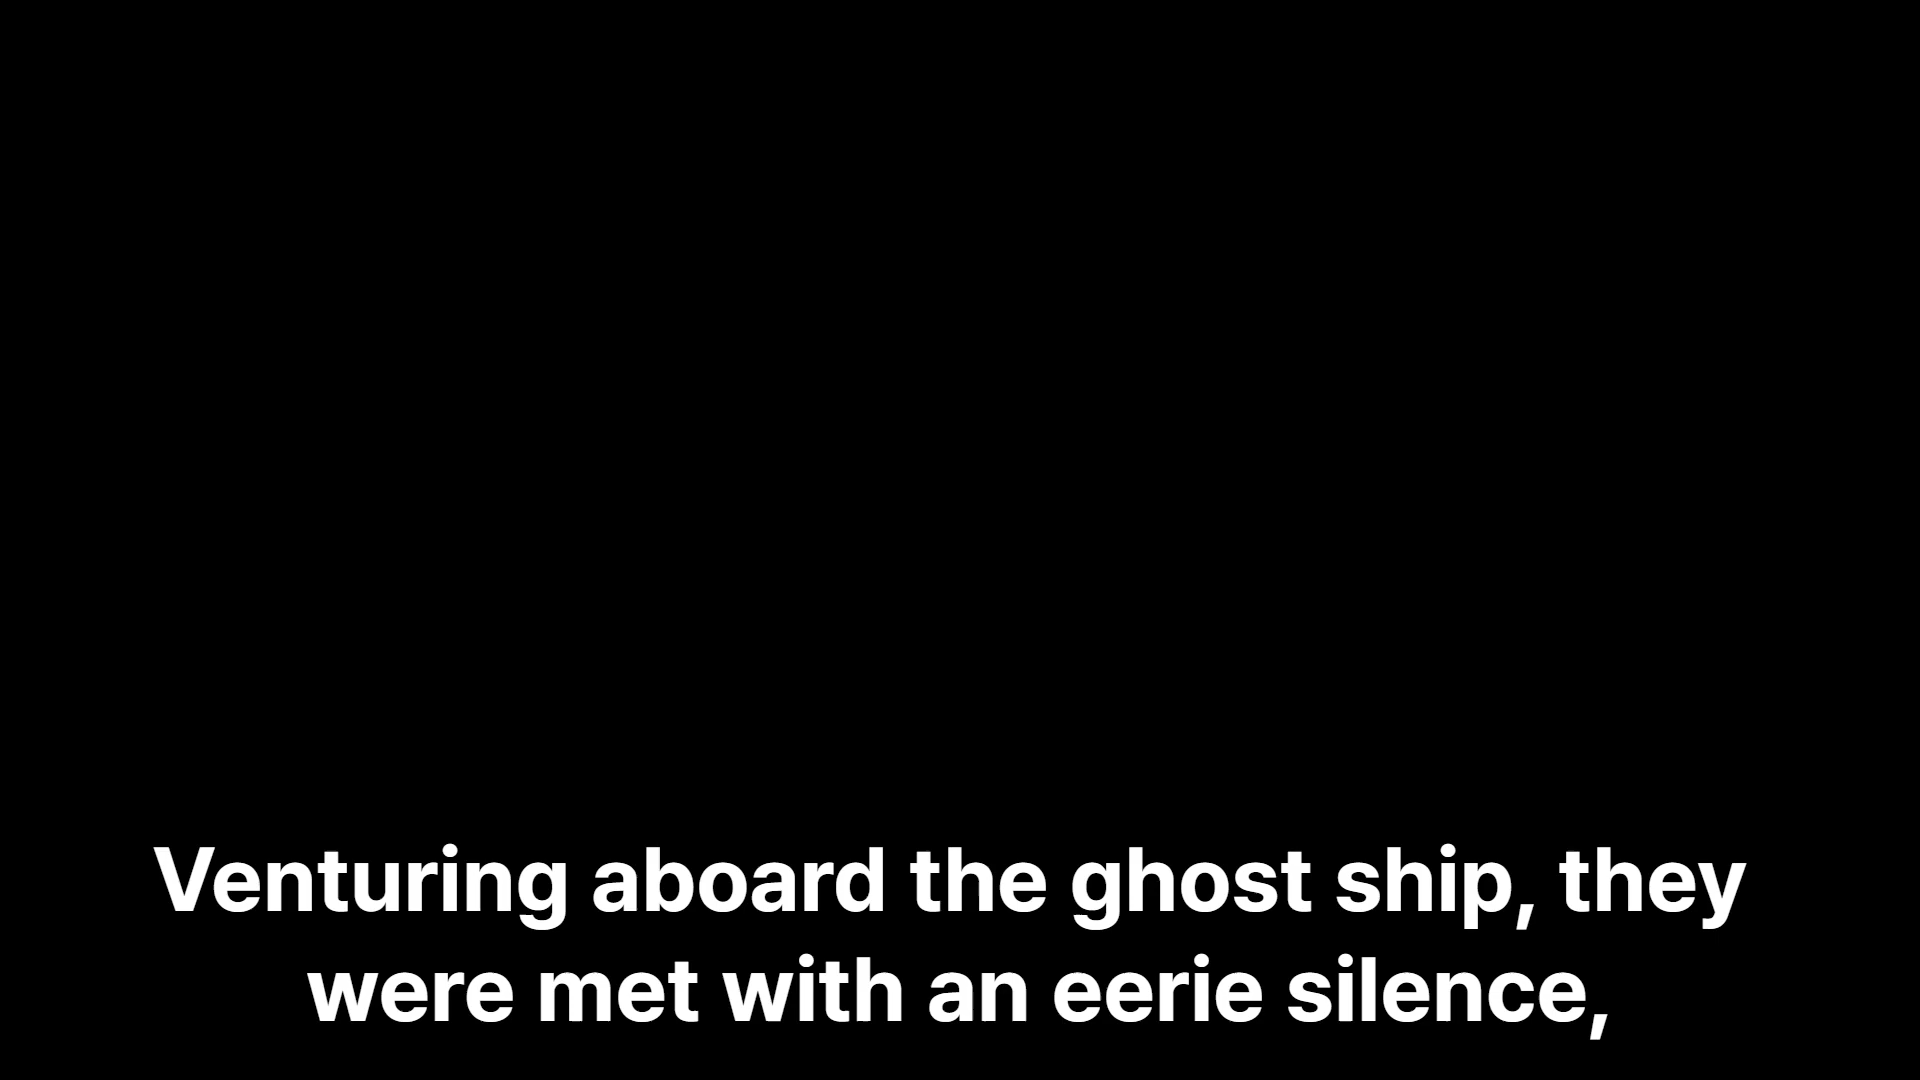 Venturing aboard the ghost ship, they
were met with an eerie silence,